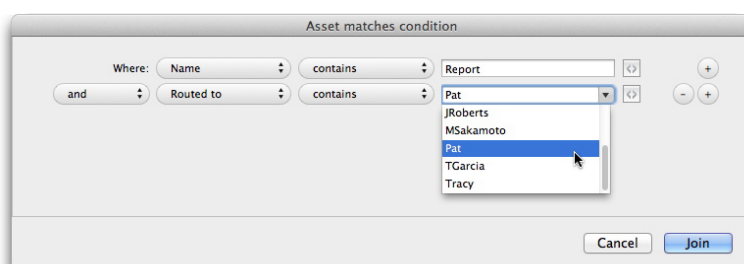 Asset matches condition
Where: Name contains Report +
and Routed to contains Pat - +
JRoberts
MSakamoto
Pat
TGarcia
Tracy
Cancel Join